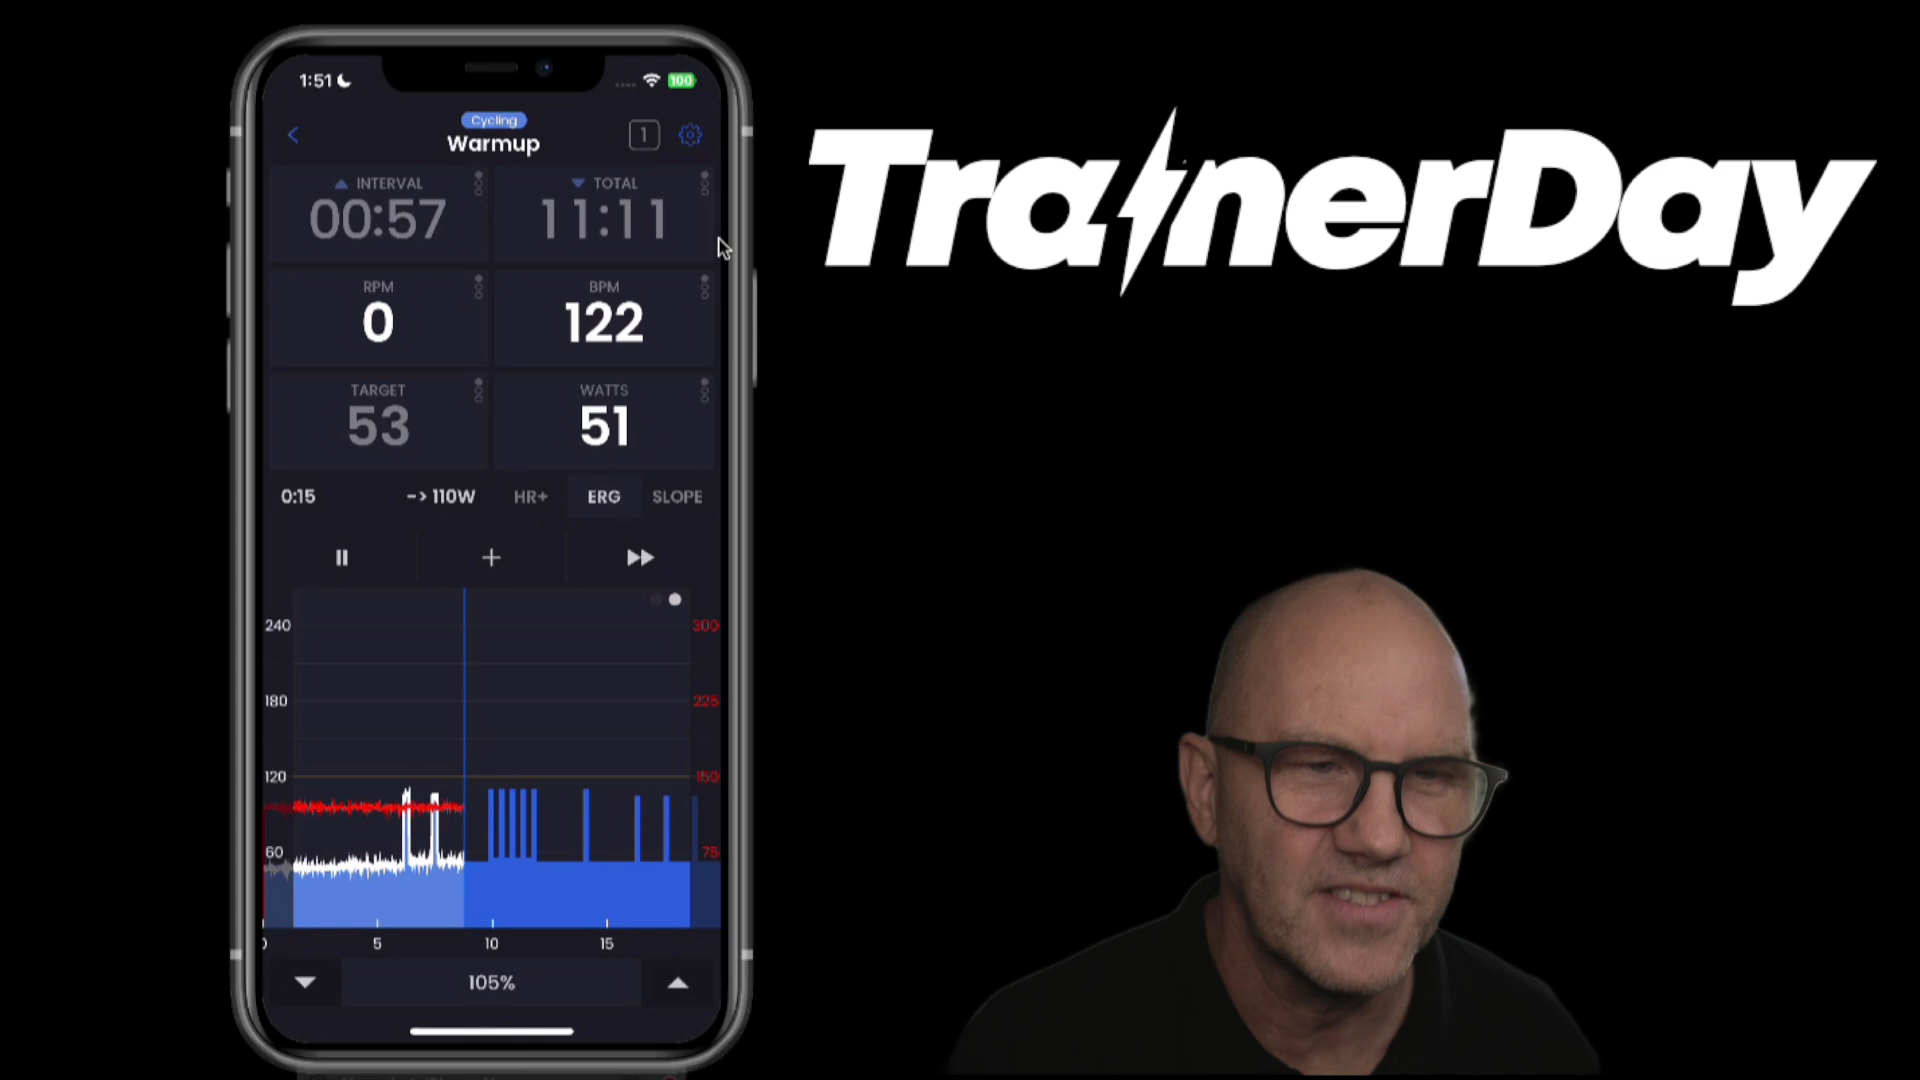 1:51
100
Cycling
Warmup
1
INTERVAL
00:57
TOTAL
11:11
RPM
0
BPM
122
TARGET
53
WATTS
51
0:15
-> 110W
HR+
ERG
SLOPE
240
300
180
225
120
150
60
75
0
5
10
15
105%
TrainerDay